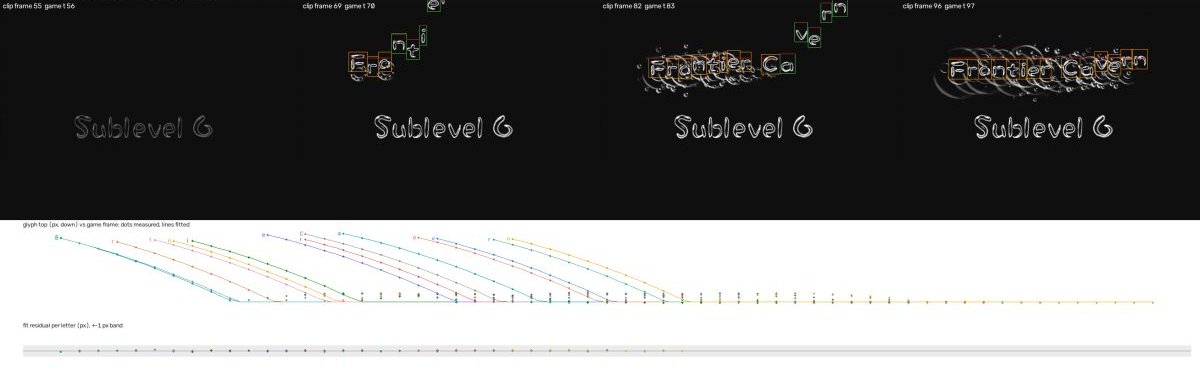 clip frame 55 game t 56
clip frame 69 game t 70
clip frame 82 game t 83
clip frame 96 game t 97
e
n t i
Fro
r n
v e
Frontier Ca
Frontier Cavern
Sublevel 6
Sublevel 6
Sublevel 6
Sublevel 6
glyph top (px, down) vs game frame: dots measured, lines fitted
fit residual per letter (px), +-1 px band